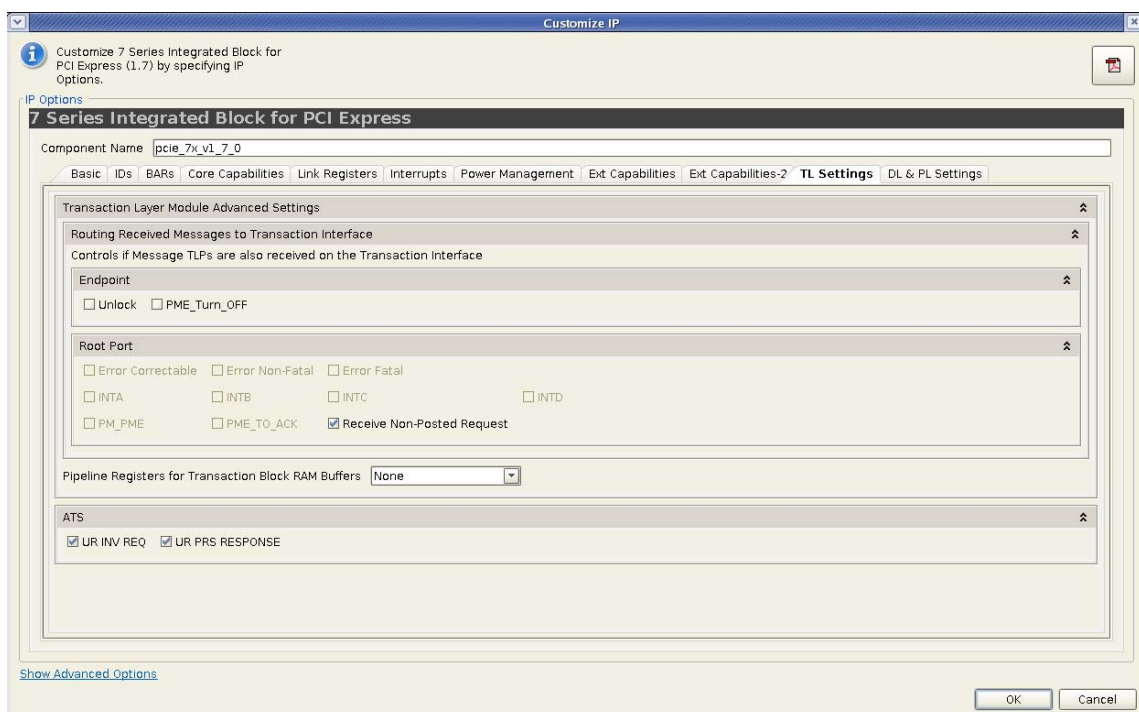 Customize IP
Customize 7 Series Integrated Block for
PCI Express (1.7) by specifying IP
Options.
IP Options
7 Series Integrated Block for PCI Express
Component Name pcie_7x_v1_7_0
Basic IDs BARs Core Capabilities Link Registers Interrupts Power Management Ext Capabilities Ext Capabilities-2 TL Settings DL & PL Settings
Transaction Layer Module Advanced Settings
Routing Received Messages to Transaction Interface
Controls if Message TLPs are also received on the Transaction Interface
Endpoint
Unlock PME_Turn_OFF
Root Port
Error Correctable Error Non-Fatal Error Fatal
INTA INTB INTC INTD
PM_PME PME_TO_ACK Receive Non-Posted Request
Pipeline Registers for Transaction Block RAM Buffers None
ATS
UR INV REQ UR PRS RESPONSE
Show Advanced Options
OK Cancel